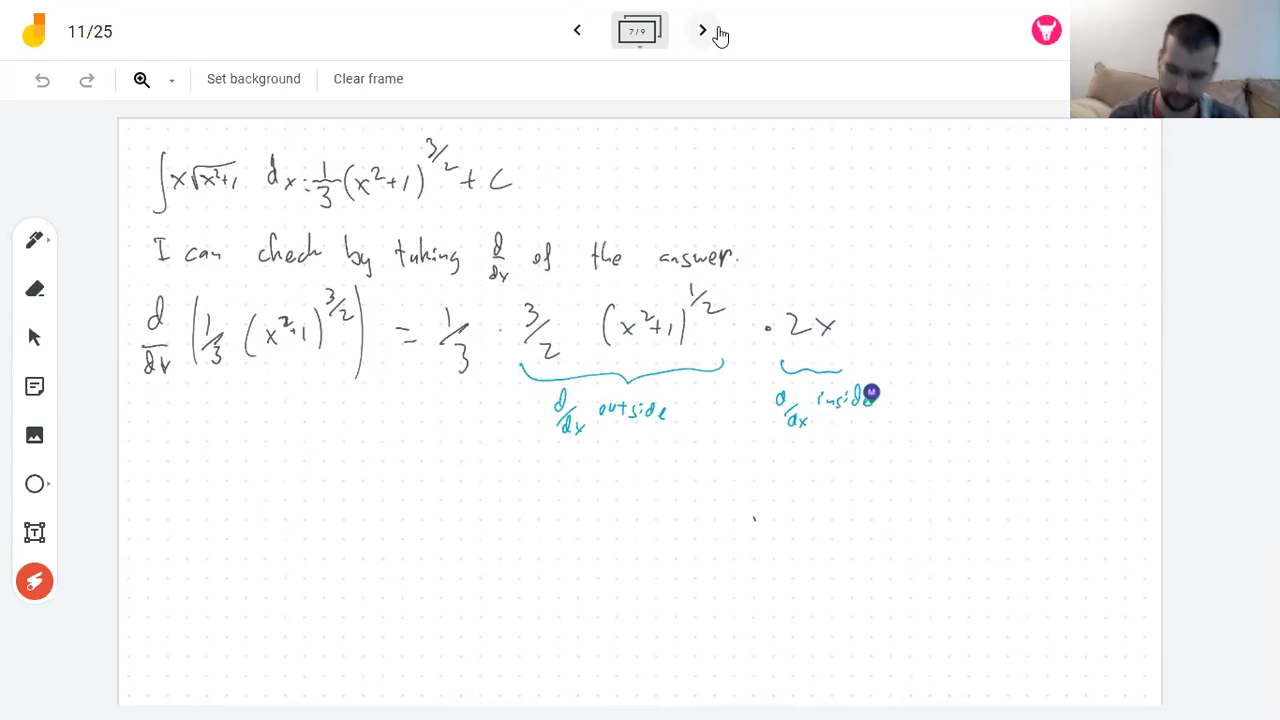 11/25
7/9
Set background
Clear frame
∫ x√x²+1 dx = 1/3 (x²+1)^3/2 + C
I can check by taking d/dx of the answer.
d/dx (1/3 (x²+1)^3/2) = 1/3 · 3/2 (x²+1)^1/2 · 2x
d/dx outside
d/dx inside
M